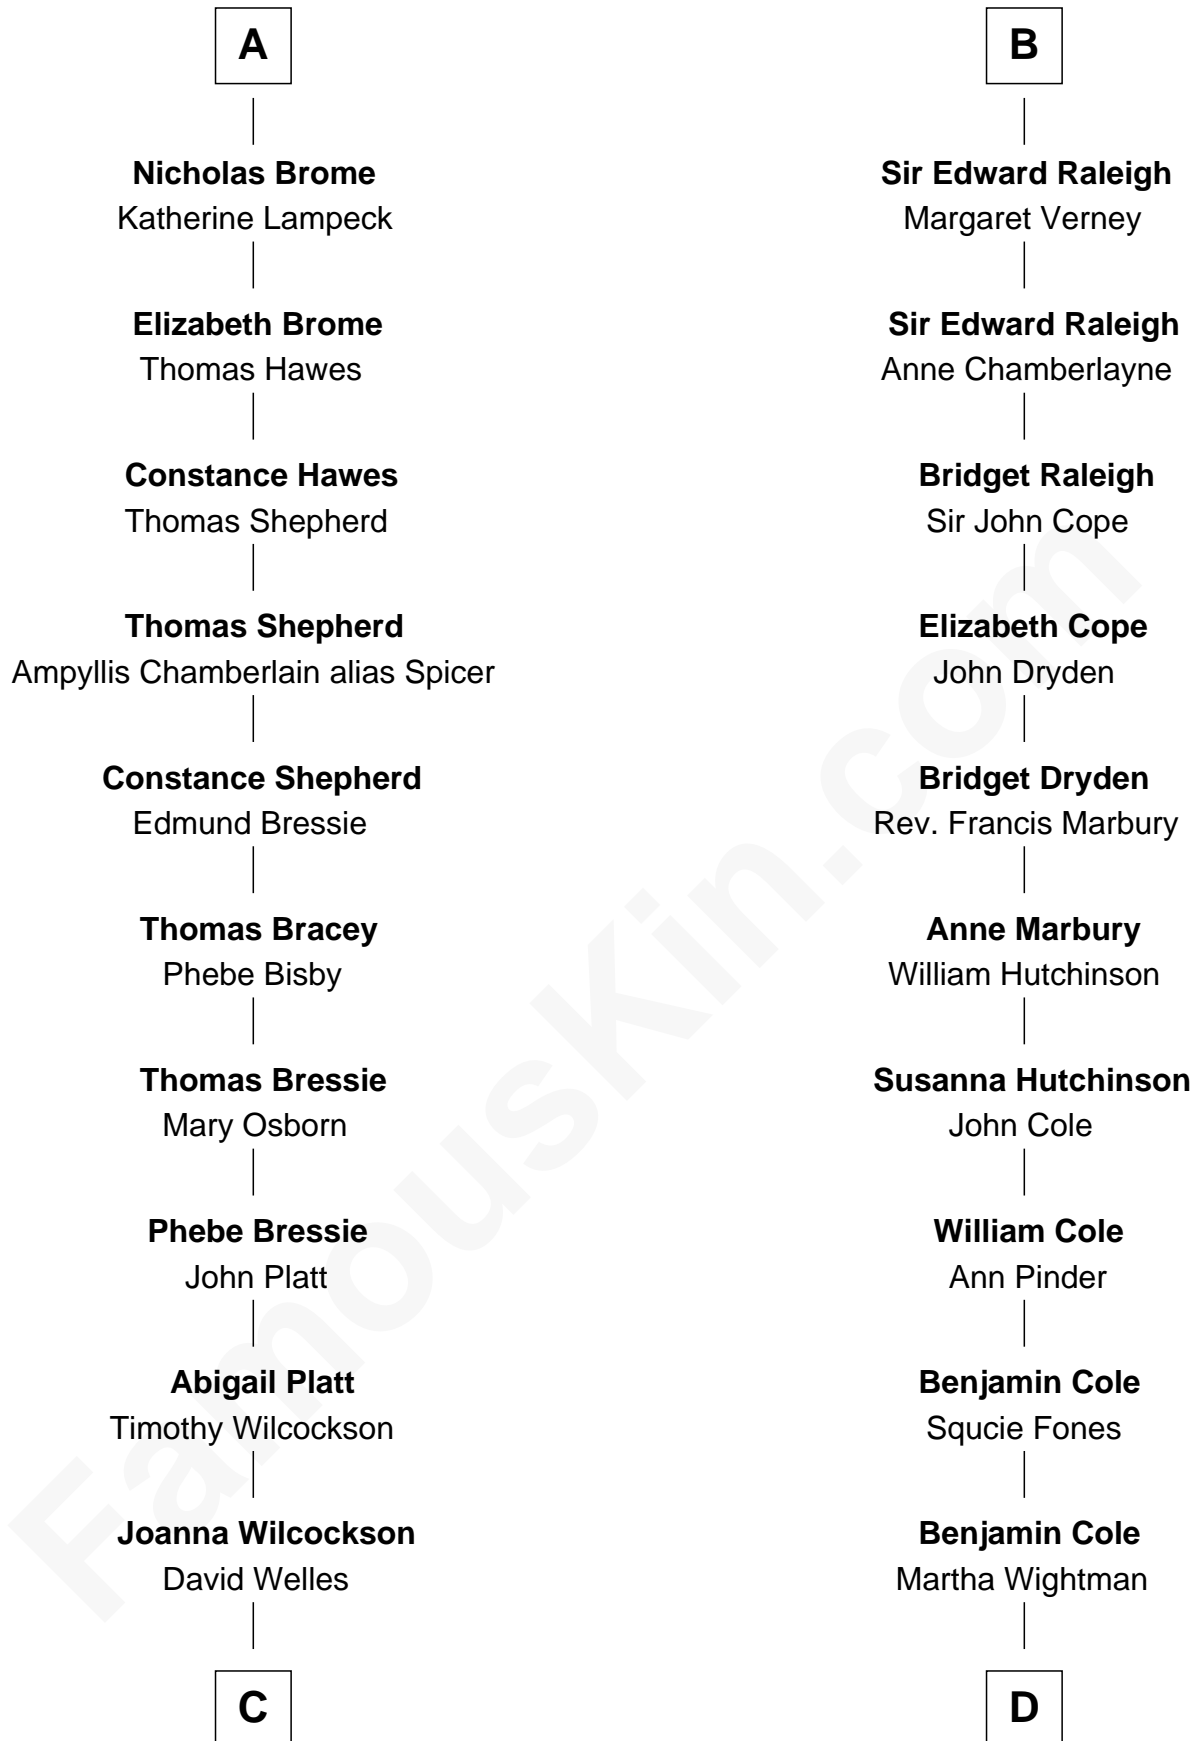 A
Nicholas Brome
Katherine Lampeck
Elizabeth Brome
Thomas Hawes
Constance Hawes
Thomas Shepherd
Thomas Shepherd
Ampyllis Chamberlain alias Spicer
Constance Shepherd
Edmund Bressie
Thomas Bracey
Phebe Bisby
Thomas Bressie
Mary Osborn
Phebe Bressie
John Platt
Abigail Platt
Timothy Wilcockson
Joanna Wilcockson
David Welles
C
B
Sir Edward Raleigh
Margaret Verney
Sir Edward Raleigh
Anne Chamberlayne
Bridget Raleigh
Sir John Cope
Elizabeth Cope
John Dryden
Bridget Dryden
Rev. Francis Marbury
Anne Marbury
William Hutchinson
Susanna Hutchinson
John Cole
William Cole
Ann Pinder
Benjamin Cole
Squcie Fones
Benjamin Cole
Martha Wightman
D
FamousKin.com